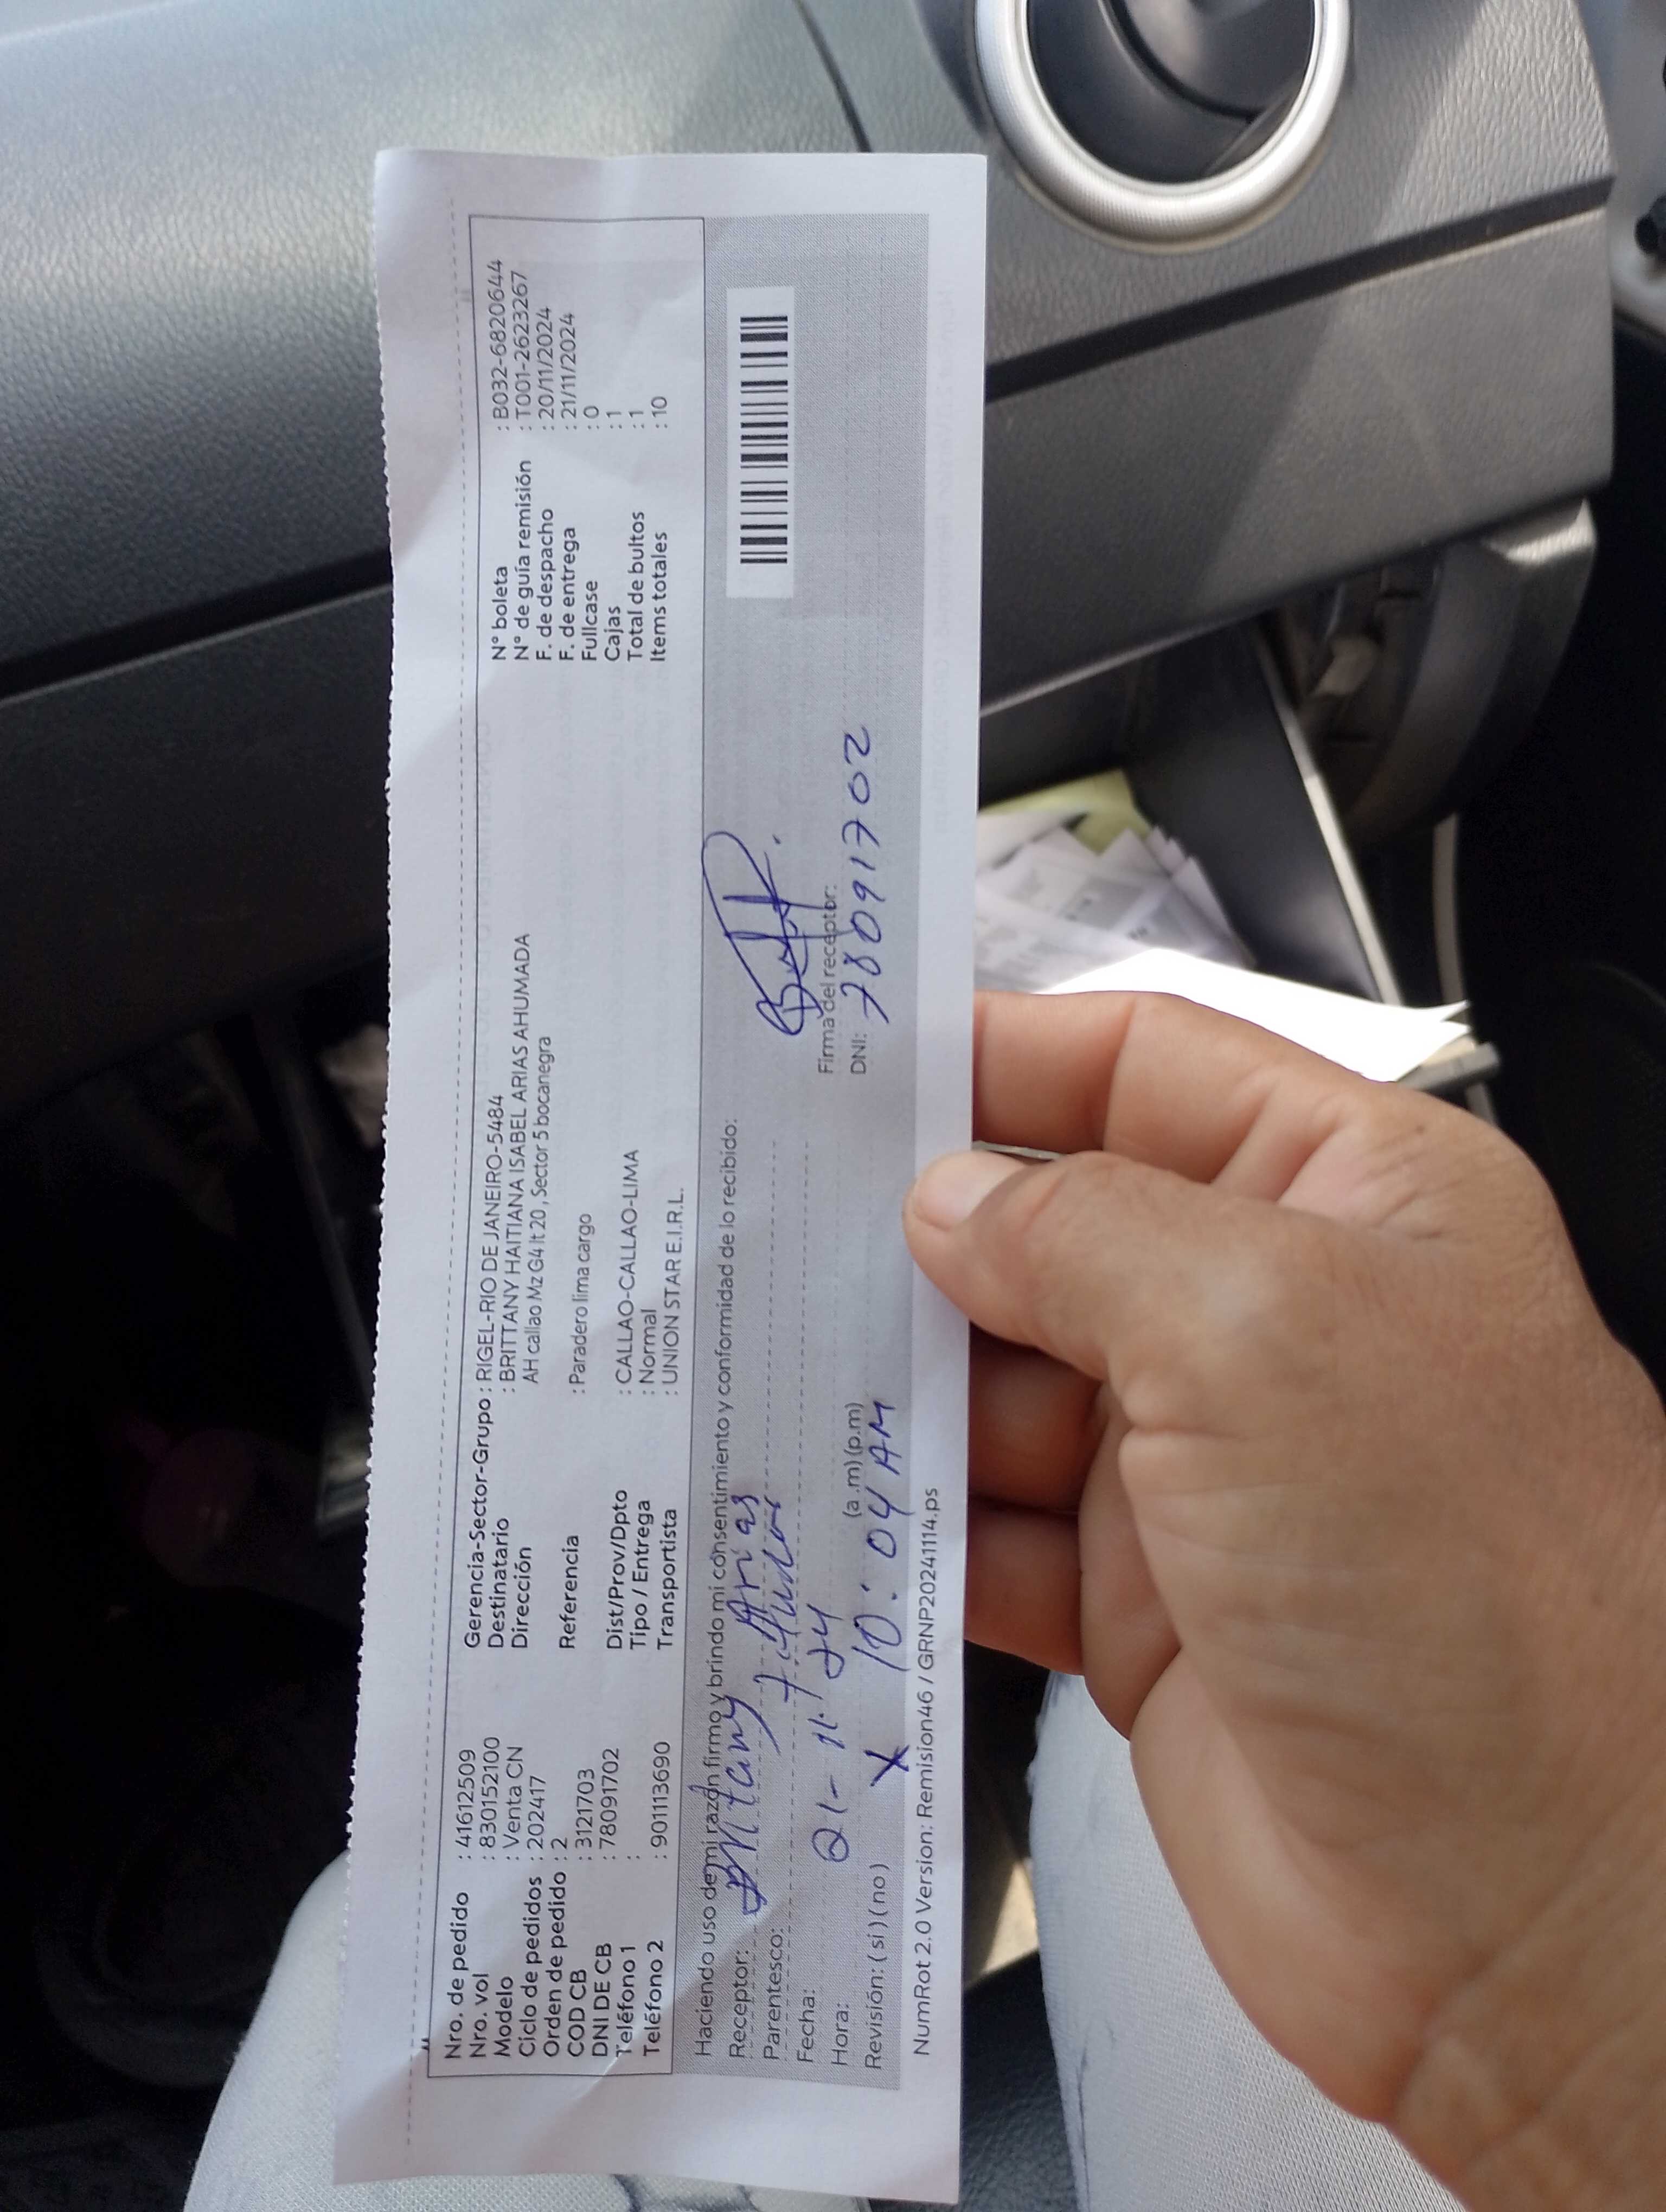 Nro. de pedido : 41612509
Nro. vol : 830152100
Modelo : Venta CN
Ciclo de pedidos : 202417
Orden de pedido : 2
COD CB : 3121703
DNI DE CB : 78091702
Teléfono 1 :
Teléfono 2 : 901113690
Gerencia-Sector-Grupo : RIGEL-RIO DE JANEIRO-5484
Destinatario : BRITTANY HAITIANA ISABEL ARIAS AHUMADA
Dirección AH callao Mz G4 lt 20 , Sector 5 bocanegra
Referencia : Paradero lima cargo
Dist/Prov/Dpto : CALLAO-CALLAO-LIMA
Tipo / Entrega : Normal
Transportista : UNION STAR E.I.R.L.
N° boleta : B032-6820644
N° de guía remisión : T001-2623267
F. de despacho : 20/11/2024
F. de entrega : 21/11/2024
Fullcase : 0
Cajas : 1
Total de bultos : 1
Items totales : 10
Haciendo uso de mi razón firmo y brindo mi consentimiento y conformidad de lo recibido:
Receptor: Arias
Parentesco:
Fecha: 21-11-24
Hora: 10:04 AM (a.m) (p.m)
Revisión: ( si ) ( no ) X
Firma del receptor:
DNI: 78091702
NumRot 2.0 Version: Remision46 / GRNP20241114.ps